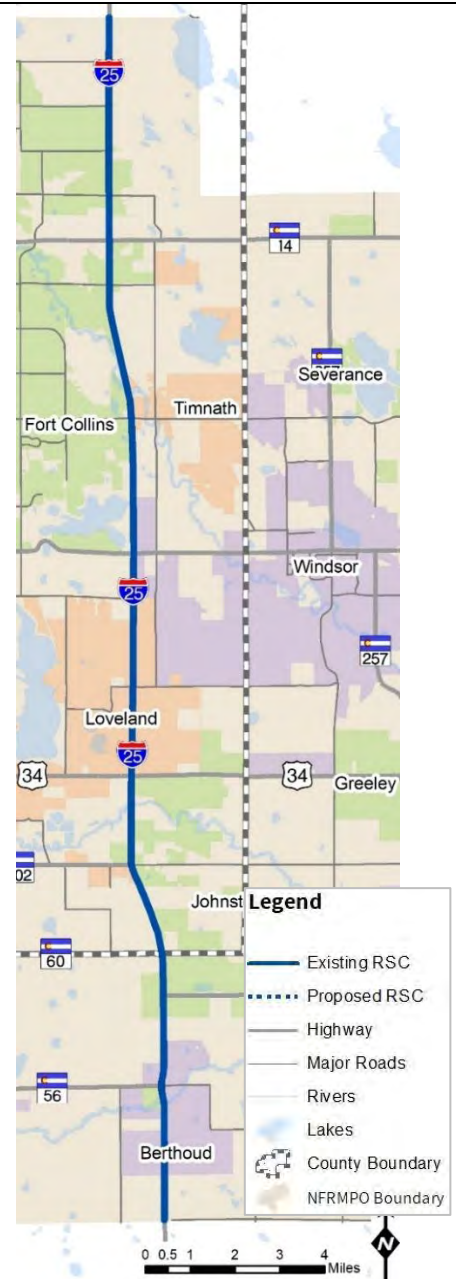 25
14
Severance
Timnath
Fort Collins
Windsor
25
257
Loveland
25
34
34
Greeley
02
Johnst
60
56
Berthoud
Legend
Existing RSC
Proposed RSC
Highway
Major Roads
Rivers
Lakes
County Boundary
NFRMPO Boundary
0 0.5 1 2 3 4
Miles
N